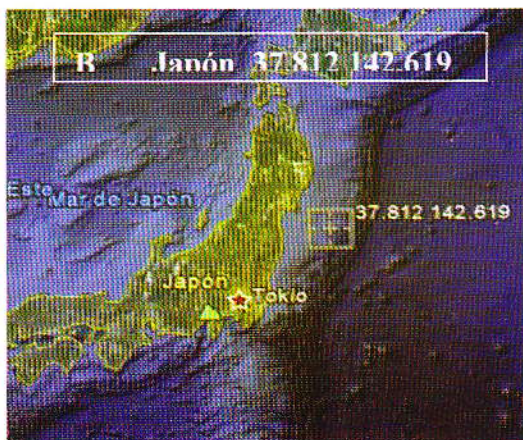 R Japón 37.812 142.619
Este
Mar de Japón
37.812 142.619
Japón
Tokio